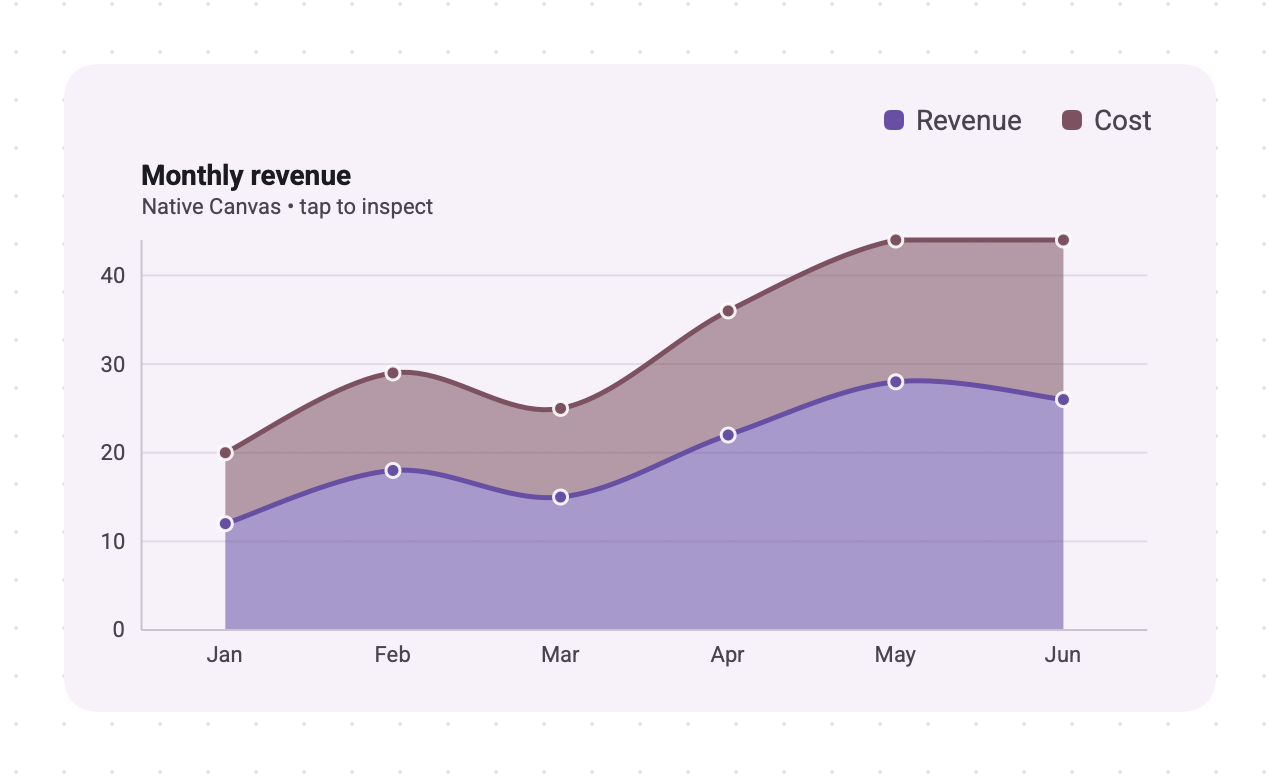 Revenue Cost
Monthly revenue
Native Canvas • tap to inspect
40
30
20
10
0
Jan Feb Mar Apr May Jun